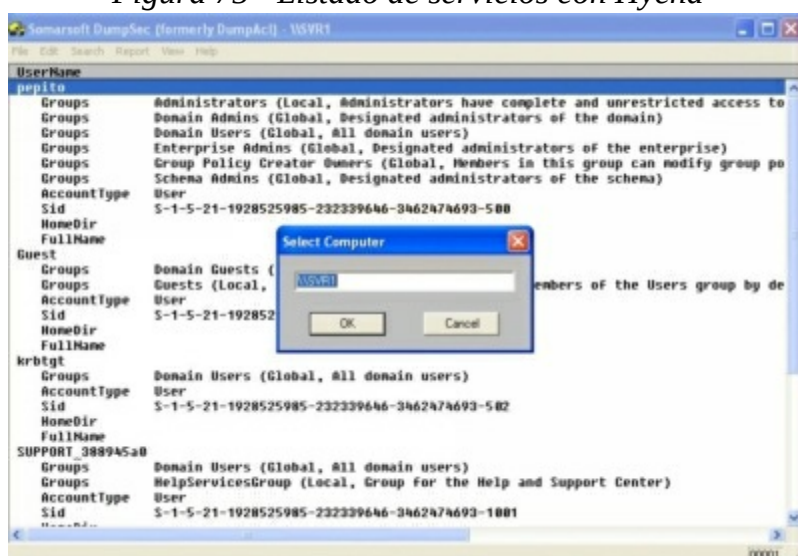 Figura 73 - Listado de servicios con Hyena
Somarsoft DumpSec (formerly DumpAcl) - \\SVR1
File Edit Search Report View Help
UserName
pepito
Groups Administrators (Local, Administrators have complete and unrestricted access to
Groups Domain Admins (Global, Designated administrators of the domain)
Groups Domain Users (Global, All domain users)
Groups Enterprise Admins (Global, Designated administrators of the enterprise)
Groups Group Policy Creator Owners (Global, Members in this group can modify group po
Groups Schema Admins (Global, Designated administrators of the schema)
AccountType User
Sid S-1-5-21-1928525985-232339646-3462474693-500
HomeDir
FullName
Select Computer
Guest
Groups Domain Guests (
Groups Guests (Local, embers of the Users group by de
\\SVR1
AccountType User
Sid S-1-5-21-192852
OK Cancel
HomeDir
FullName
krbtgt
Groups Domain Users (Global, All domain users)
AccountType User
Sid S-1-5-21-1928525985-232339646-3462474693-502
HomeDir
FullName
SUPPORT_388945a0
Groups Domain Users (Global, All domain users)
Groups HelpServicesGroup (Local, Group for the Help and Support Center)
AccountType User
Sid S-1-5-21-1928525985-232339646-3462474693-1001
00001